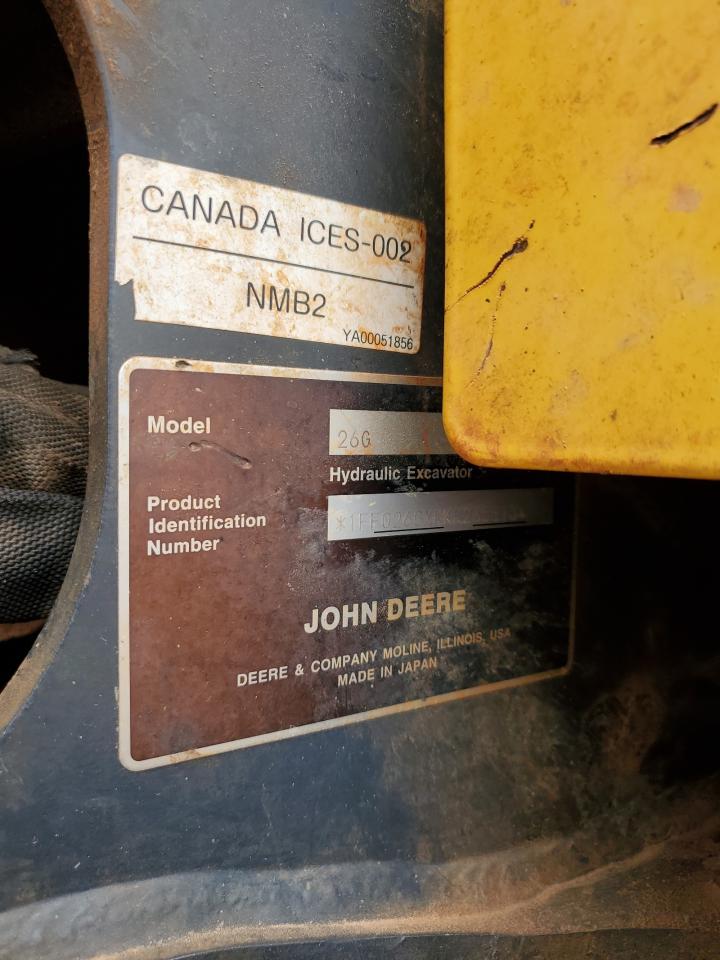 CANADA ICES-002
NMB2
YA00051856
Model
26G
Hydraulic Excavator
Product
Identification
Number
JOHN DEERE
DEERE & COMPANY MOLINE, ILLINOIS, USA
MADE IN JAPAN